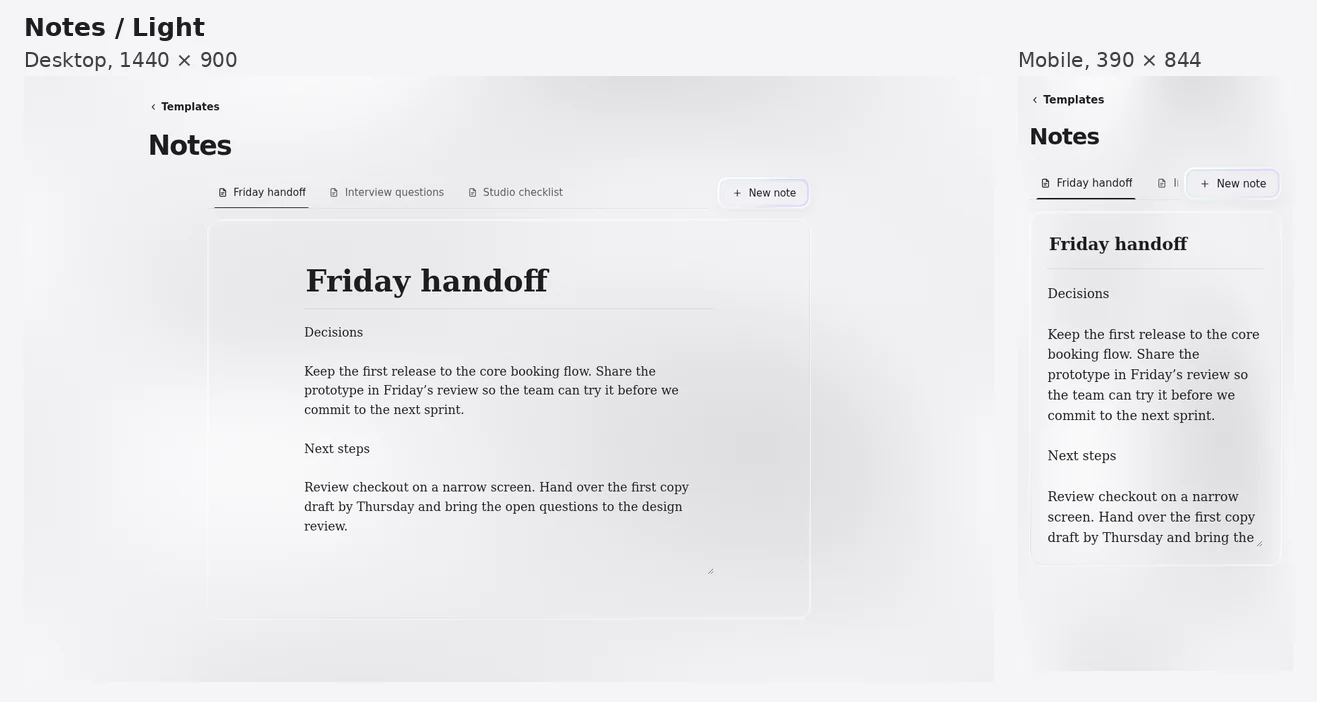 Notes / Light
Desktop, 1440 × 900
‹ Templates
Notes
Friday handoff
Interview questions
Studio checklist
+ New note
Friday handoff
Decisions
Keep the first release to the core booking flow. Share the
prototype in Friday’s review so the team can try it before we
commit to the next sprint.
Next steps
Review checkout on a narrow screen. Hand over the first copy
draft by Thursday and bring the open questions to the design
review.
Mobile, 390 × 844
‹ Templates
Notes
Friday handoff
+ New note
Friday handoff
Decisions
Keep the first release to the core
booking flow. Share the
prototype in Friday’s review so
the team can try it before we
commit to the next sprint.
Next steps
Review checkout on a narrow
screen. Hand over the first copy
draft by Thursday and bring the